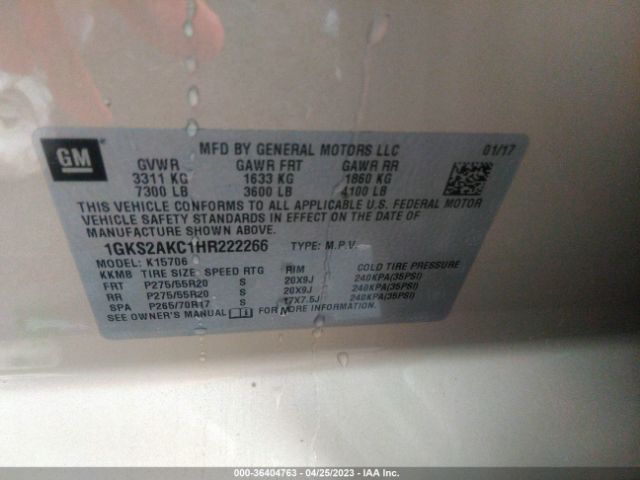 GM
MFD BY GENERAL MOTORS LLC 01/17
GVWR GAWR FRT GAWR RR
3311 KG 1633 KG 1860 KG
7300 LB 3600 LB 4100 LB
THIS VEHICLE CONFORMS TO ALL APPLICABLE U.S. FEDERAL MOTOR
VEHICLE SAFETY STANDARDS IN EFFECT ON THE DATE OF
MANUFACTURE SHOWN ABOVE.
1GKS2AKC1HR222266 TYPE: M.P.V.
MODEL: K15706
KKMB TIRE SIZE SPEED RTG RIM COLD TIRE PRESSURE
FRT P275/55R20 S 20X9J 240KPA(35PSI)
RR P275/55R20 S 20X9J 240KPA(35PSI)
SPA P265/70R17 S 17X7.5J 240KPA(35PSI)
SEE OWNER'S MANUAL FOR MORE INFORMATION.
000-36404763 - 04/25/2023 - IAA Inc.